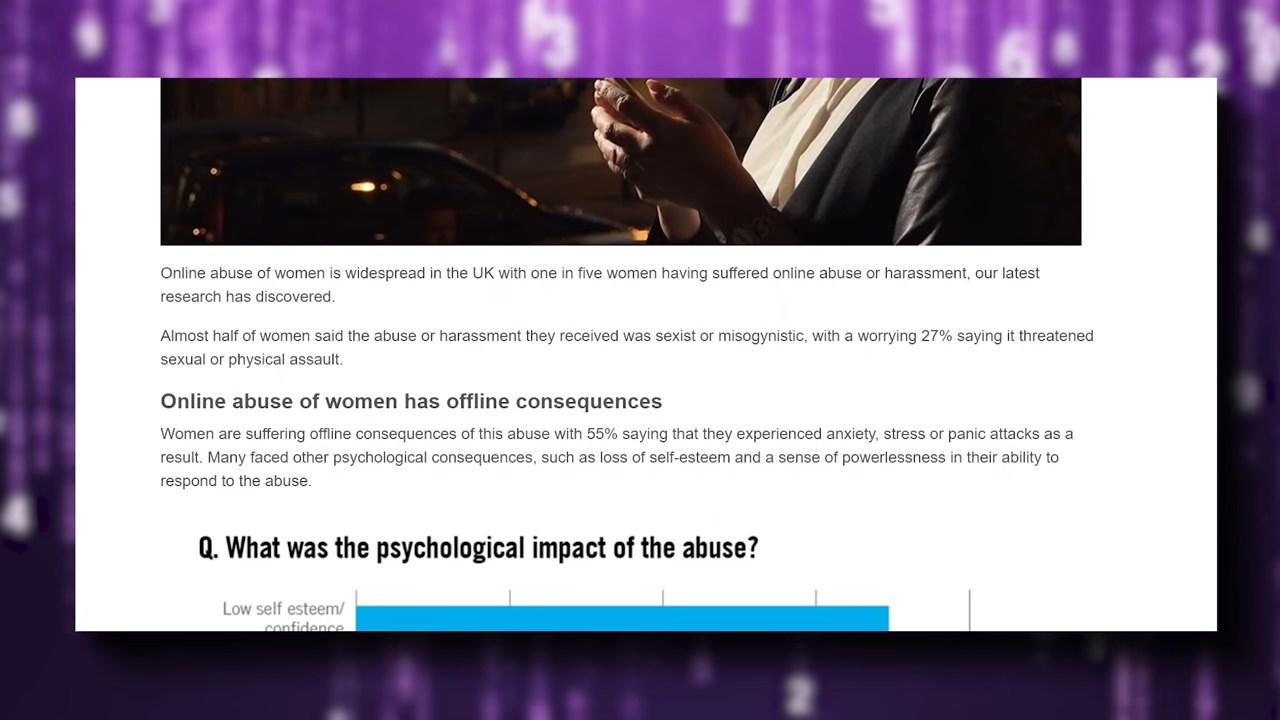 Online abuse of women is widespread in the UK with one in five women having suffered online abuse or harassment, our latest
research has discovered.
Almost half of women said the abuse or harassment they received was sexist or misogynistic, with a worrying 27% saying it threatened
sexual or physical assault.
Online abuse of women has offline consequences
Women are suffering offline consequences of this abuse with 55% saying that they experienced anxiety, stress or panic attacks as a
result. Many faced other psychological consequences, such as loss of self-esteem and a sense of powerlessness in their ability to
respond to the abuse.
Q. What was the psychological impact of the abuse?
Low self esteem/
confidence